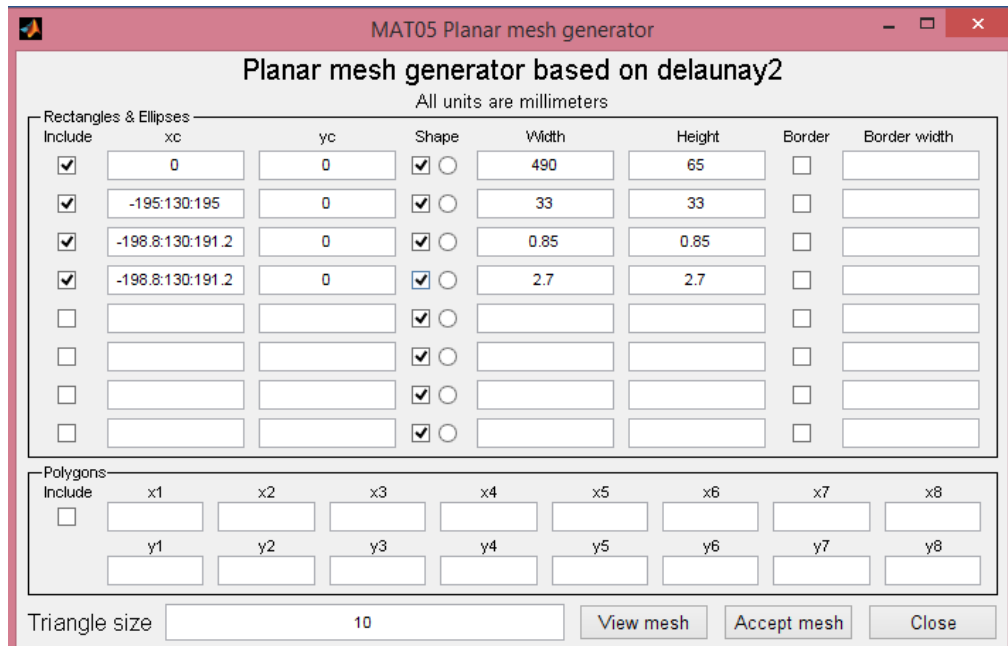 MAT05 Planar mesh generator
Planar mesh generator based on delaunay2
All units are millimeters
Rectangles & Ellipses
Include xc yc Shape Width Height Border Border width
0 0 490 65
-195:130:195 0 33 33
-198.8:130:191.2 0 0.85 0.85
-198.8:130:191.2 0 2.7 2.7
Polygons
Include x1 x2 x3 x4 x5 x6 x7 x8
y1 y2 y3 y4 y5 y6 y7 y8
Triangle size 10 View mesh Accept mesh Close